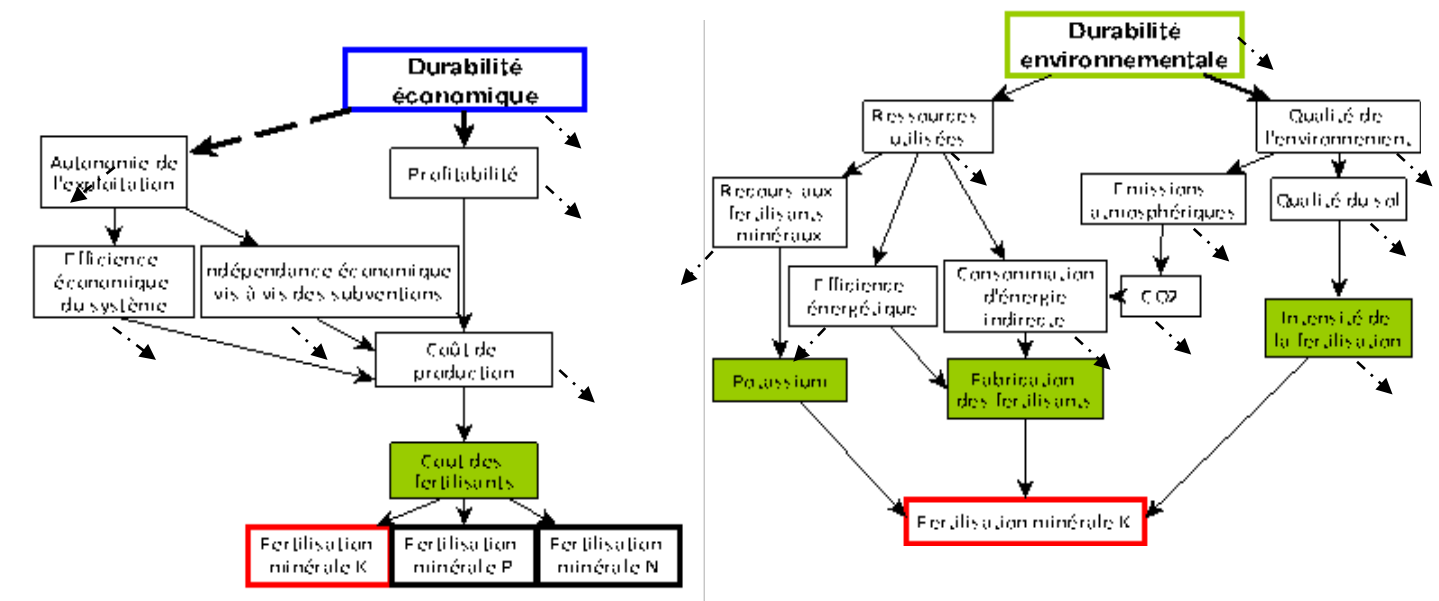 Durabilité
économique
Autonomie de
l'exploitation
Profitabilité
Efficience
économique
du système
ndépendance économique
vis à vis des subventions
Coût de
production
Coût des
fertilisants
Fertilisation
minérale K
Fertilisation
minérale P
Fertilisation
minérale N
Durabilité
environnementale
Ressources
utilisées
Qualité de
l'environnement
Recours aux
fertilisants
minéraux
Emissions
atmosphériques
Qualité du sol
Efficience
énergétique
Consommation
d'énergie
indirecte
CO2
Intensité de
la fertilisation
Potassium
Fabrication
des fertilisants
Fertilisation minérale K